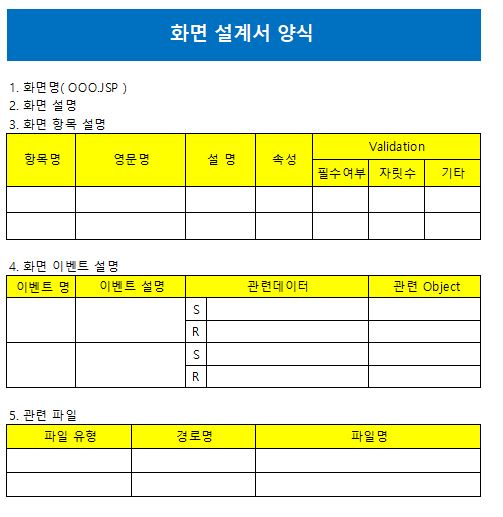 화면 설계서 양식
1. 화면명( OOO.JSP )
2. 화면 설명
3. 화면 항목 설명
항목명 영문명 설 명 속성 Validation
필수여부 자릿수 기타
4. 화면 이벤트 설명
이벤트 명 이벤트 설명 관련데이터 관련 Object
S
R
S
R
5. 관련 파일
파일 유형 경로명 파일명